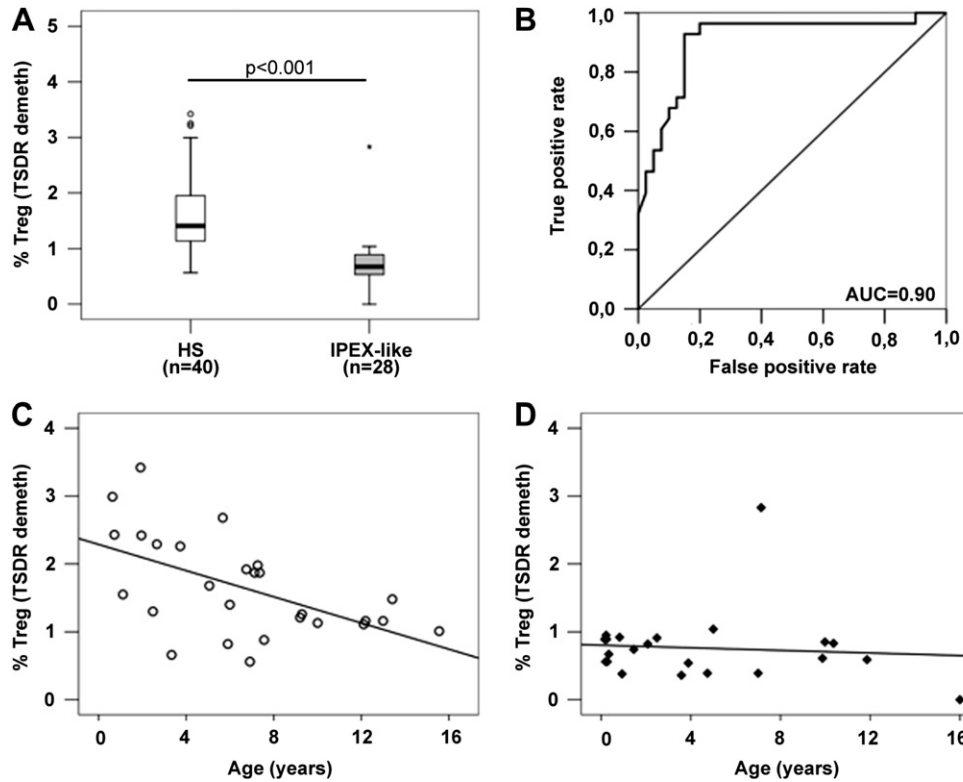 A
% Treg (TSDR demeth)
5
4
3
2
1
0
p<0.001
HS
(n=40)
IPEX-like
(n=28)
B
True positive rate
1,0
0,8
0,6
0,4
0,2
0,0
AUC=0.90
0,0 0,2 0,4 0,6 0,8 1,0
False positive rate
C
% Treg (TSDR demeth)
4
3
2
1
0
0 4 8 12 16
Age (years)
D
% Treg (TSDR demeth)
4
3
2
1
0
0 4 8 12 16
Age (years)